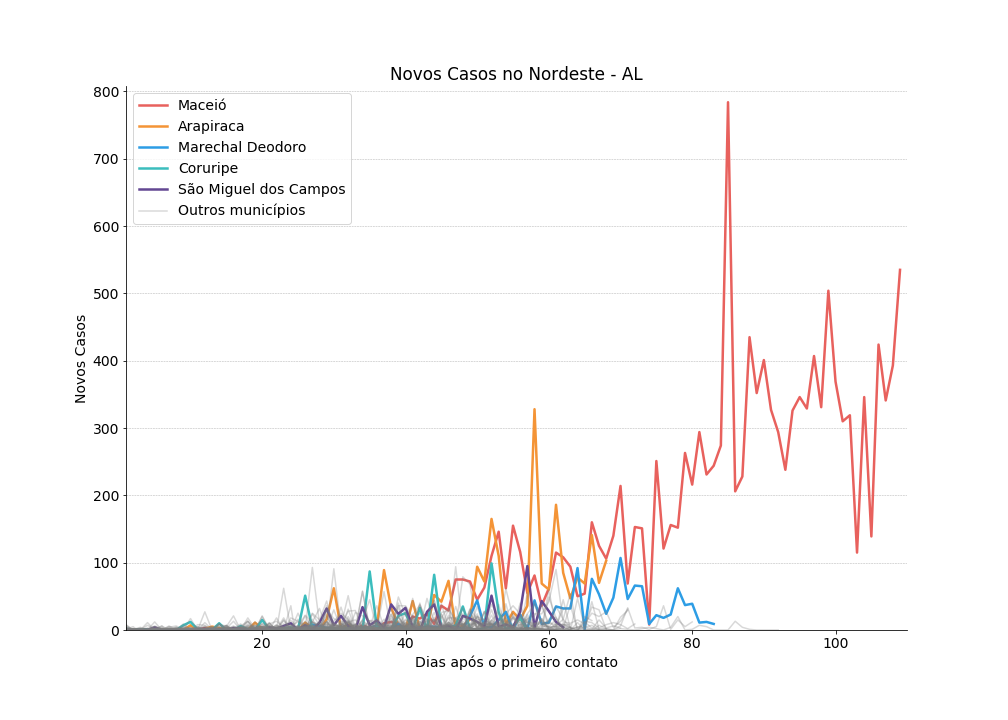 Novos Casos no Nordeste - AL
800
700
600
500
400
300
200
100
0
Novos Casos
Maceió
Arapiraca
Marechal Deodoro
Coruripe
São Miguel dos Campos
Outros municípios
20
40
60
80
100
Dias após o primeiro contato